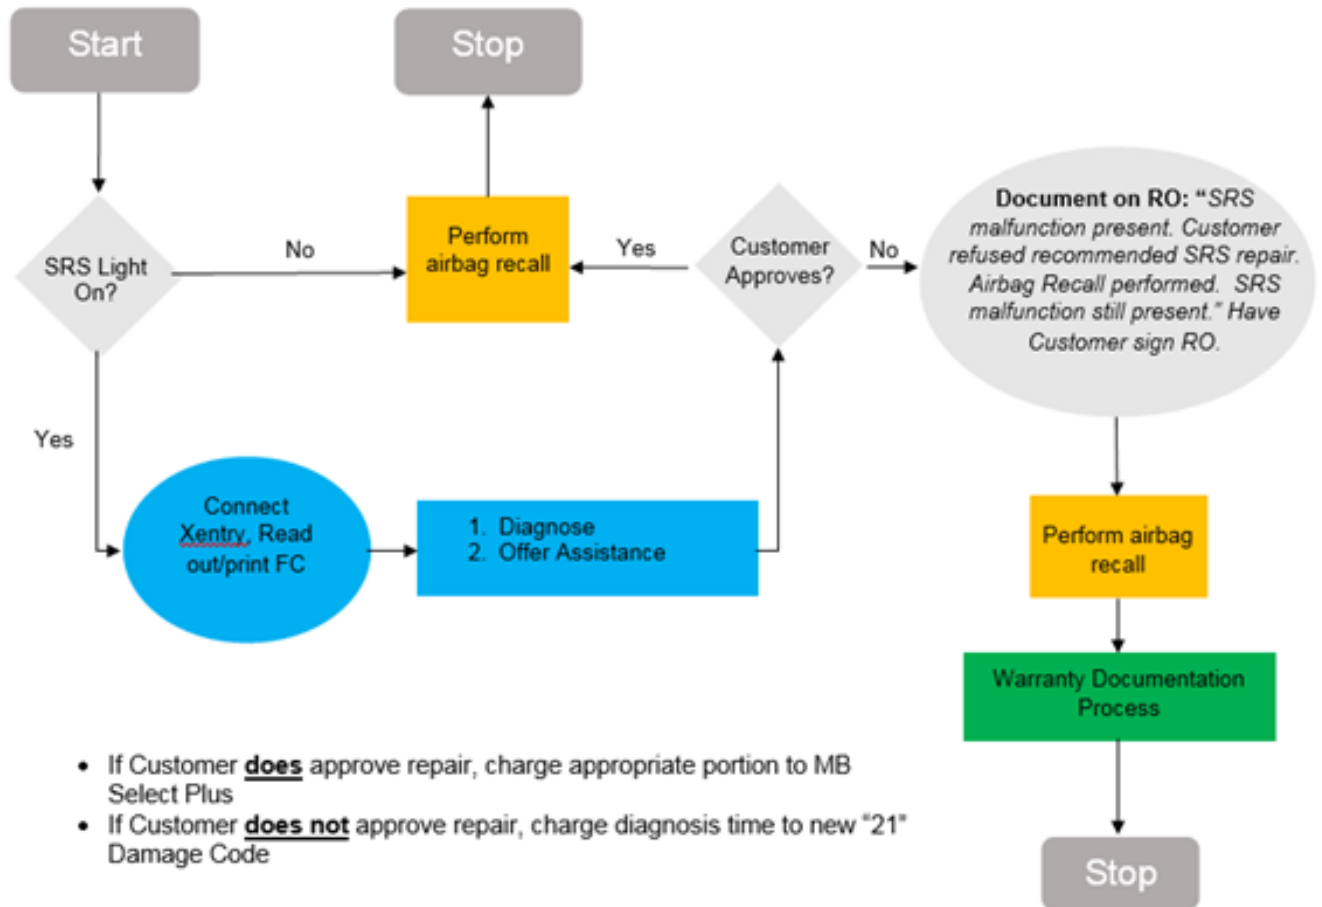 Start
Stop
SRS Light
On?
No
Perform
airbag recall
Yes
Customer
Approves?
No
Document on RO: “SRS
malfunction present. Customer
refused recommended SRS repair.
Airbag Recall performed.  SRS
malfunction still present.” Have
Customer sign RO.
Yes
Connect
Xentry, Read
out/print FC
1. Diagnose
2. Offer Assistance
Perform airbag
recall
Warranty Documentation
Process
• If Customer does approve repair, charge appropriate portion to MB
Select Plus
• If Customer does not approve repair, charge diagnosis time to new “21”
Damage Code
Stop